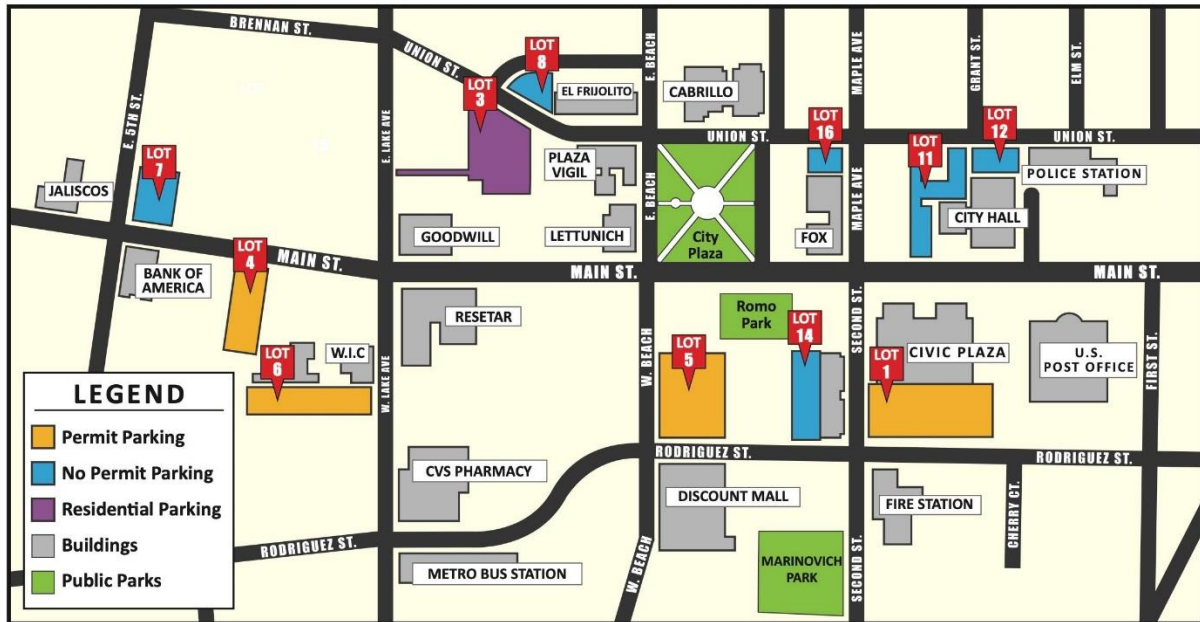 BRENNAN ST.
UNION ST.
E. 5TH ST.
E. LAKE AVE
E. BEACH
MAPLE AVE
GRANT ST.
ELM ST.
LOT
8
LOT
3
EL FRIJOLITO
CABRILLO
UNION ST.
LOT
16
LOT
12
UNION ST.
LOT
11
LOT
7
JALISCOS
PLAZA
VIGIL
POLICE STATION
E. BEACH
MAPLE AVE
CITY HALL
GOODWILL
LETTUNICH
City
Plaza
FOX
LOT
4
MAIN ST.
MAIN ST.
MAIN ST.
BANK OF
AMERICA
RESETAR
Romo
Park
LOT
14
SECOND ST.
LOT
5
CIVIC PLAZA
LOT
1
U.S.
POST OFFICE
FIRST ST.
LOT
6
W.I.C
W. LAKE AVE
W. BEACH
LEGEND
Permit Parking
No Permit Parking
Residential Parking
Buildings
Public Parks
RODRIGUEZ ST.
RODRIGUEZ ST.
CVS PHARMACY
DISCOUNT MALL
FIRE STATION
CHERRY CT.
RODRIGUEZ ST.
METRO BUS STATION
W. BEACH
MARINOVICH
PARK
SECOND ST.